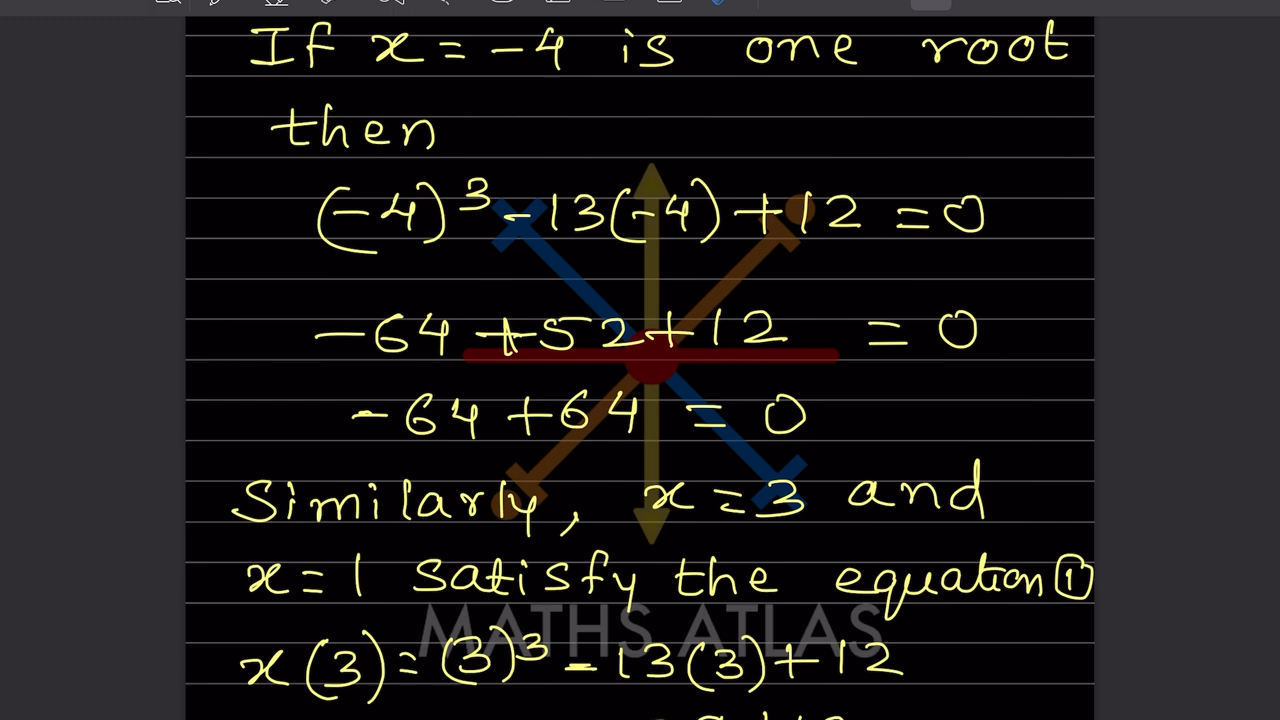 If x = -4 is one root
then
(-4)³ - 13(-4) + 12 = 0
-64 + 52 + 12 = 0
-64 + 64 = 0
Similarly, x = 3 and
x = 1 satisfy the equation ①
MATHS ATLAS
x(3) = (3)³ - 13(3) + 12